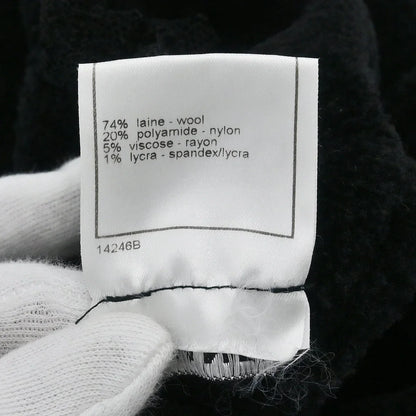 74% laine - wool
20% polyamide - nylon
5% viscose - rayon
1% lycra - spandex/lycra
14246B